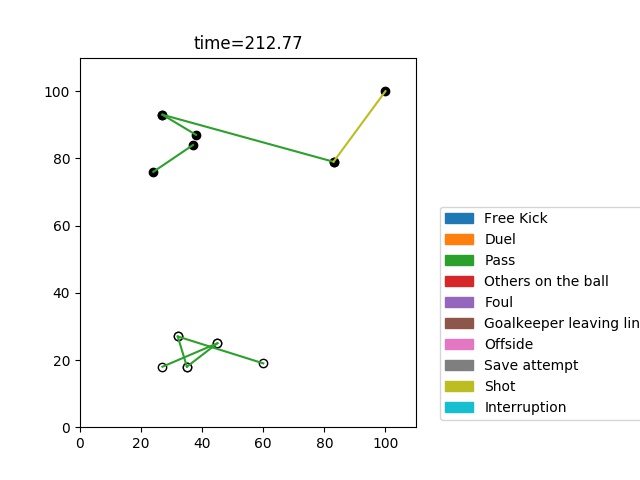 time=212.77
100
80
60
40
20
0
0 20 40 60 80 100
Free Kick
Duel
Pass
Others on the ball
Foul
Goalkeeper leaving lin
Offside
Save attempt
Shot
Interruption